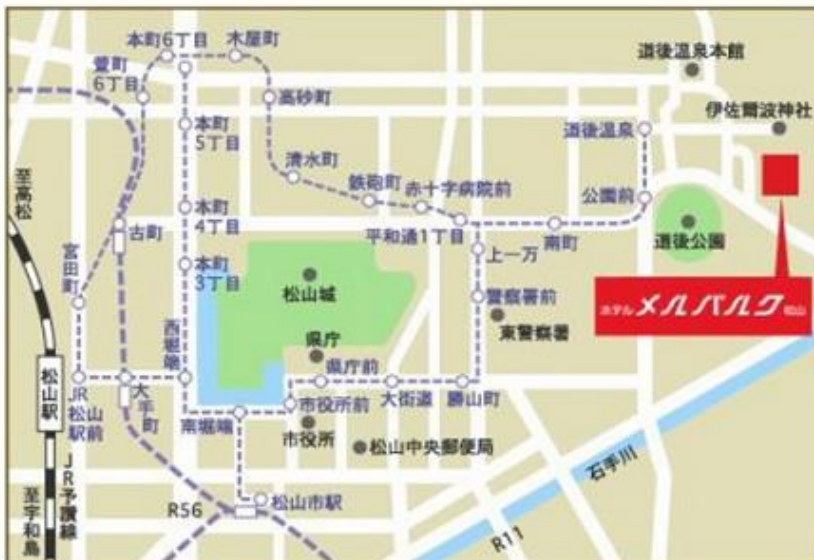 本町6丁目
木屋町
道後温泉本館
萱町
6丁目
高砂町
伊佐爾波神社
本町
5丁目
道後温泉
清水町
鉄砲町
赤十字病院前
公園前
至高松
古町
本町
4丁目
平和通1丁目
南町
道後公園
上一万
宮田町
本町
3丁目
松山城
警察署前
ホテル メルパルク 松山
東警察署
西堀端
県庁
県庁前
松山駅
JR
松山
駅前
大手町
大街道
勝山町
市役所前
南堀端
市役所
松山中央郵便局
石手川
JR予讃線
至宇和島
松山市駅
R56
R11